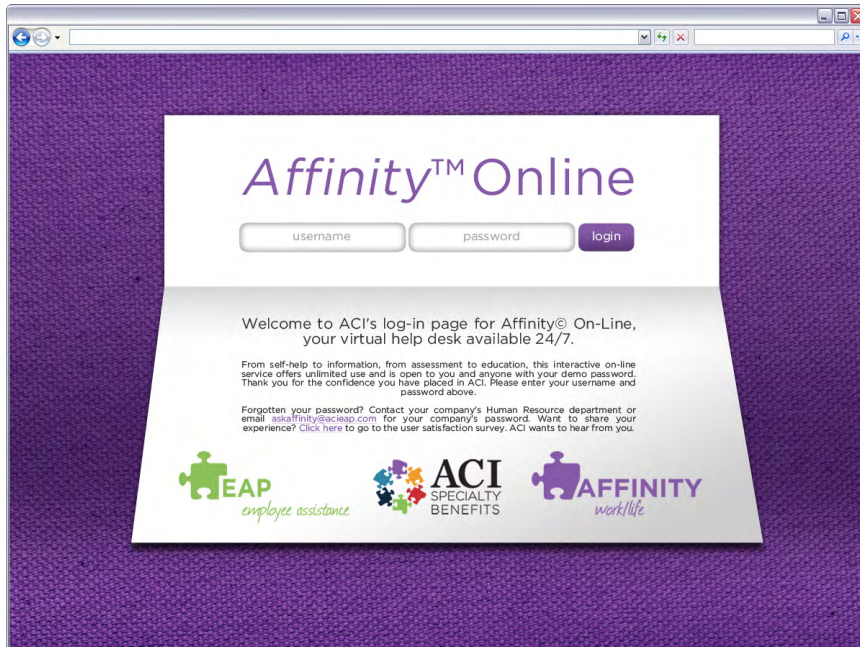 Affinity™ Online
username
password
login
Welcome to ACI's log-in page for Affinity© On-Line,
your virtual help desk available 24/7.
From self-help to information, from assessment to education, this interactive on-line
service offers unlimited use and is open to you and anyone with your demo password.
Thank you for the confidence you have placed in ACI. Please enter your username and
password above.
Forgotten your password? Contact your company's Human Resource department or
email askaffinity@acieap.com for your company's password. Want to share your
experience? Click here to go to the user satisfaction survey. ACI wants to hear from you.
EAP
employee assistance
ACI
SPECIALTY
BENEFITS
AFFINITY
work/life